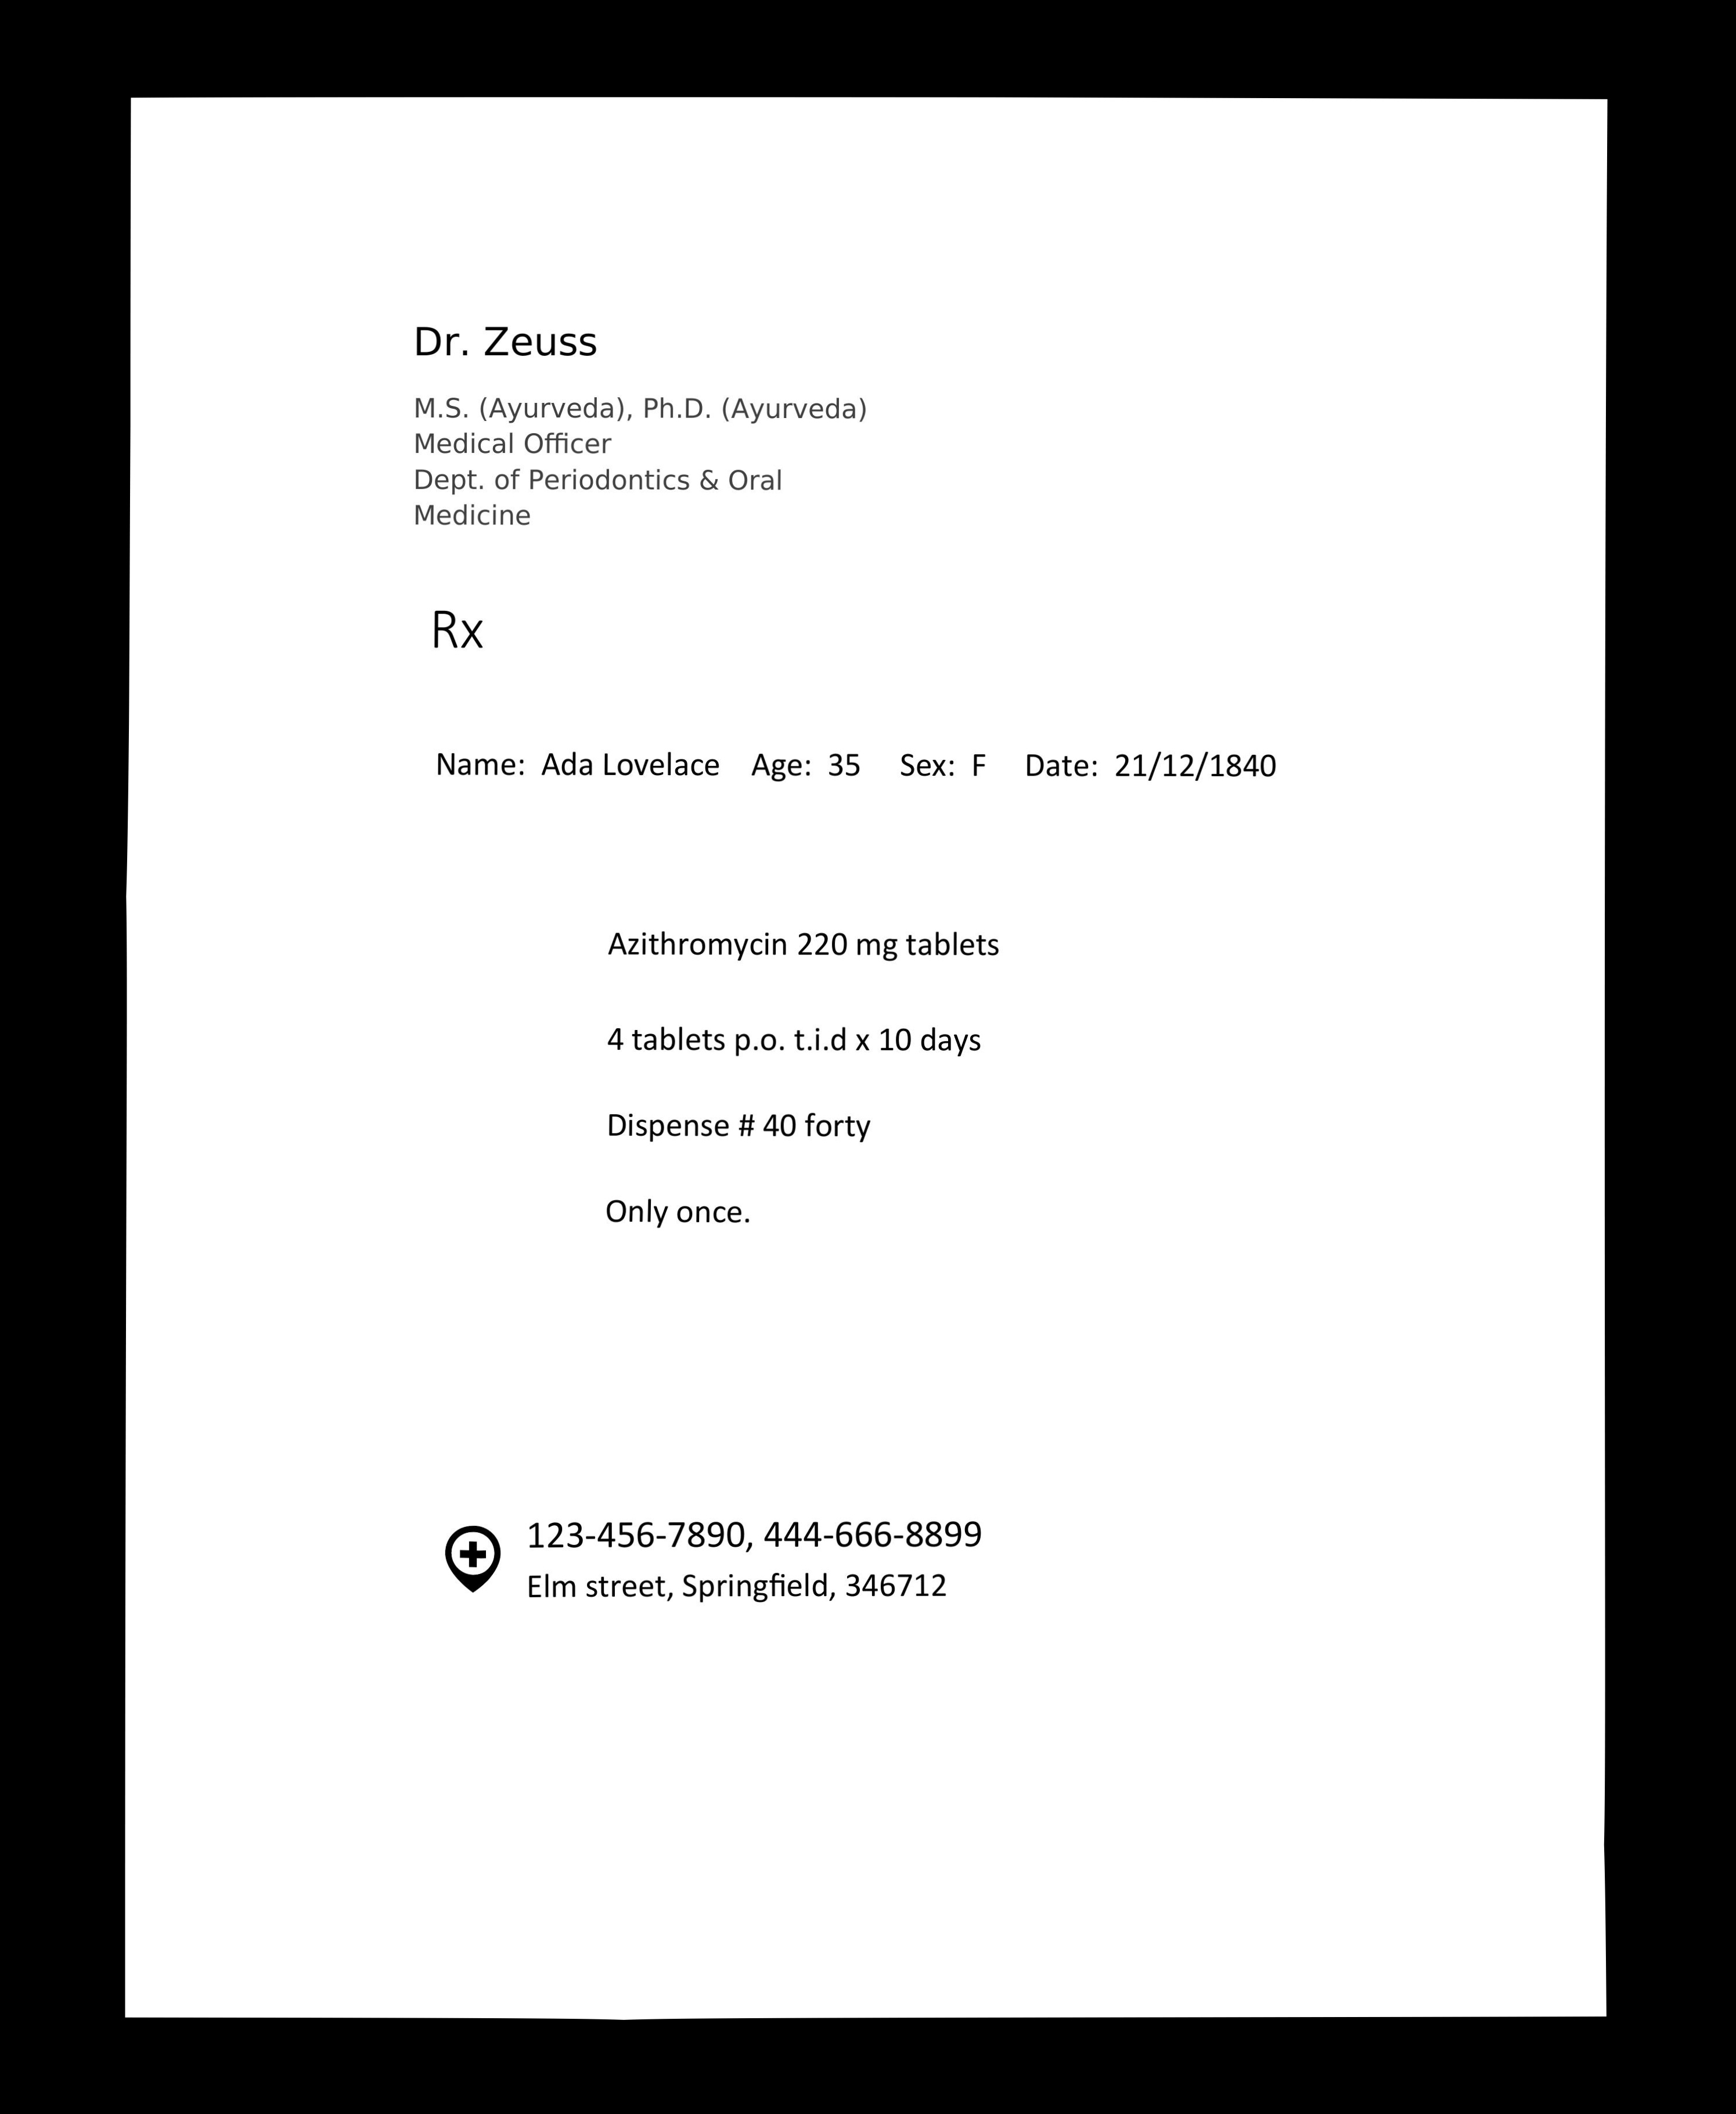 Dr. Zeuss
M.S. (Ayurveda), Ph.D. (Ayurveda)
Medical Officer
Dept. of Periodontics & Oral
Medicine
Rx
Name: Ada Lovelace Age: 35 Sex: F Date: 21/12/1840
Azithromycin 220 mg tablets
4 tablets p.o. t.i.d x 10 days
Dispense # 40 forty
Only once.
123-456-7890, 444-666-8899
Elm street, Springfield, 346712